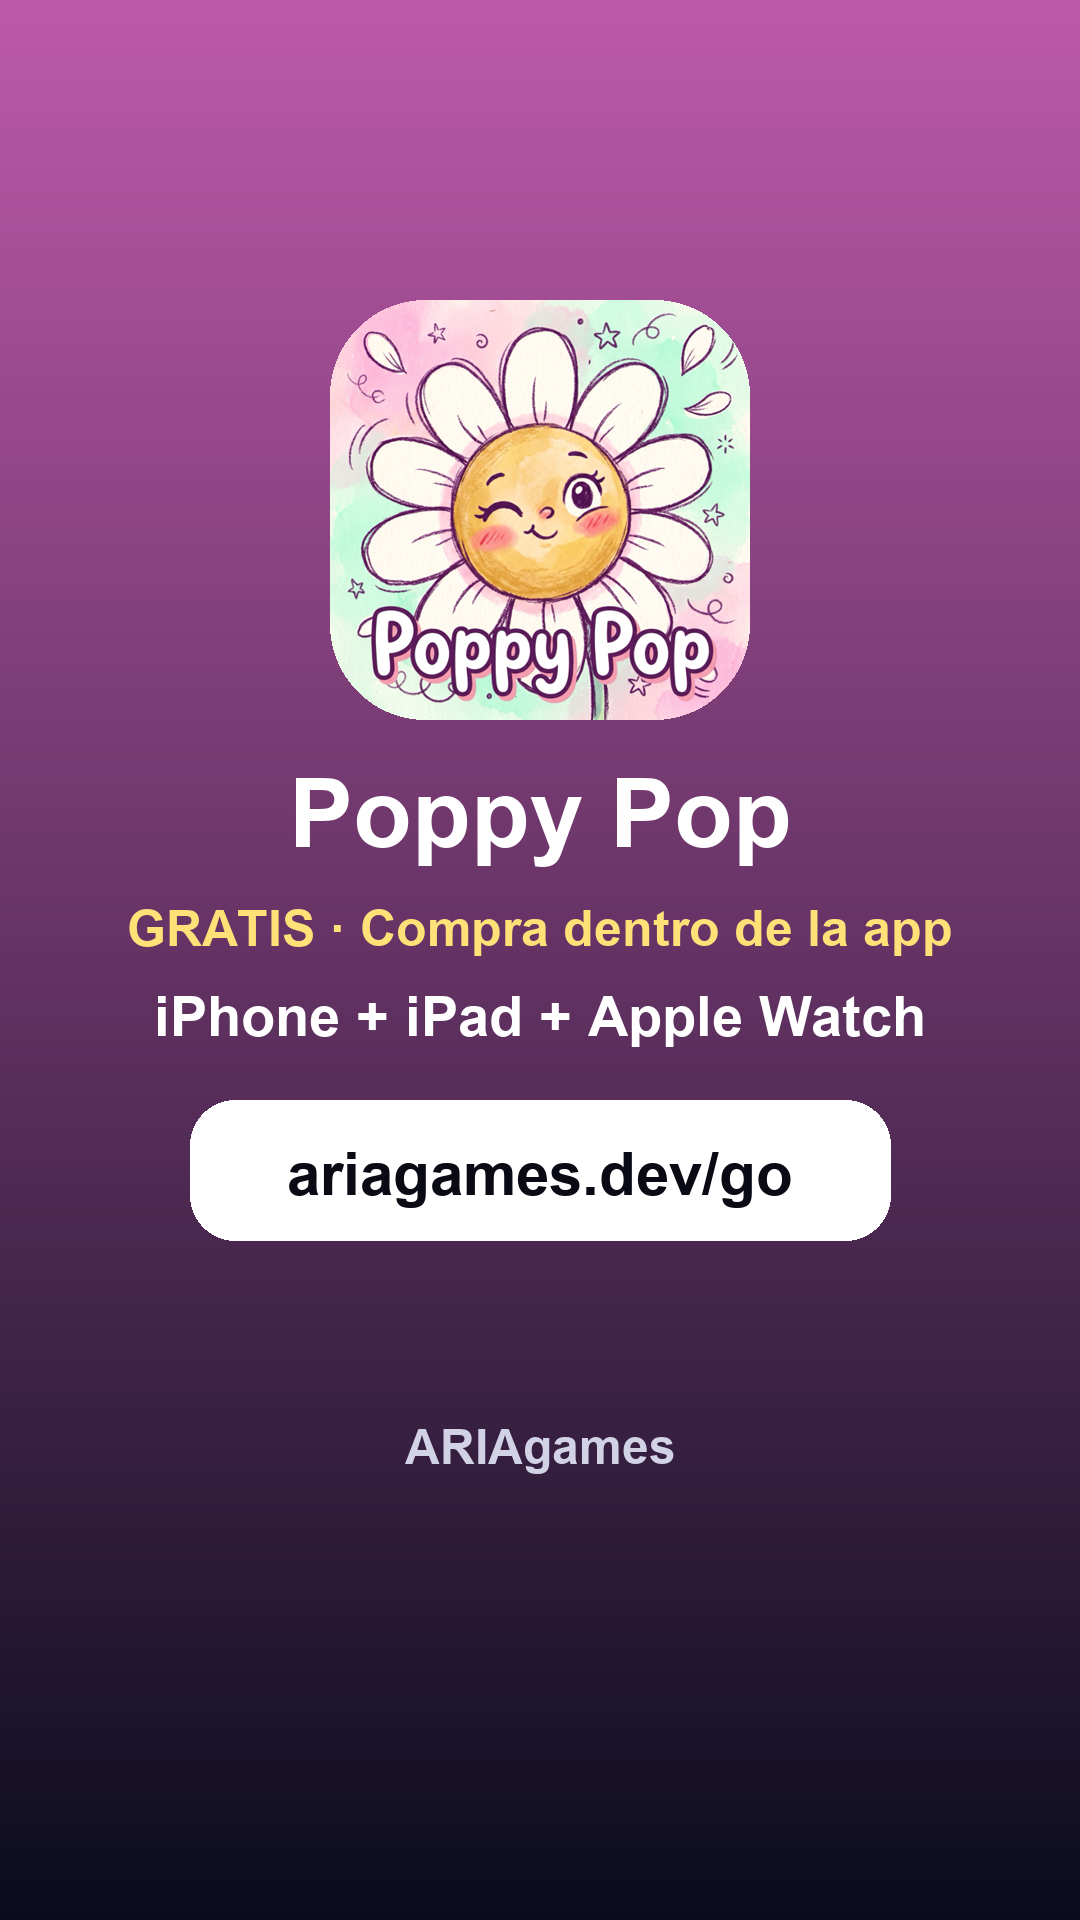 Poppy Pop
Poppy Pop
GRATIS · Compra dentro de la app
iPhone + iPad + Apple Watch
ariagames.dev/go
ARIAgames